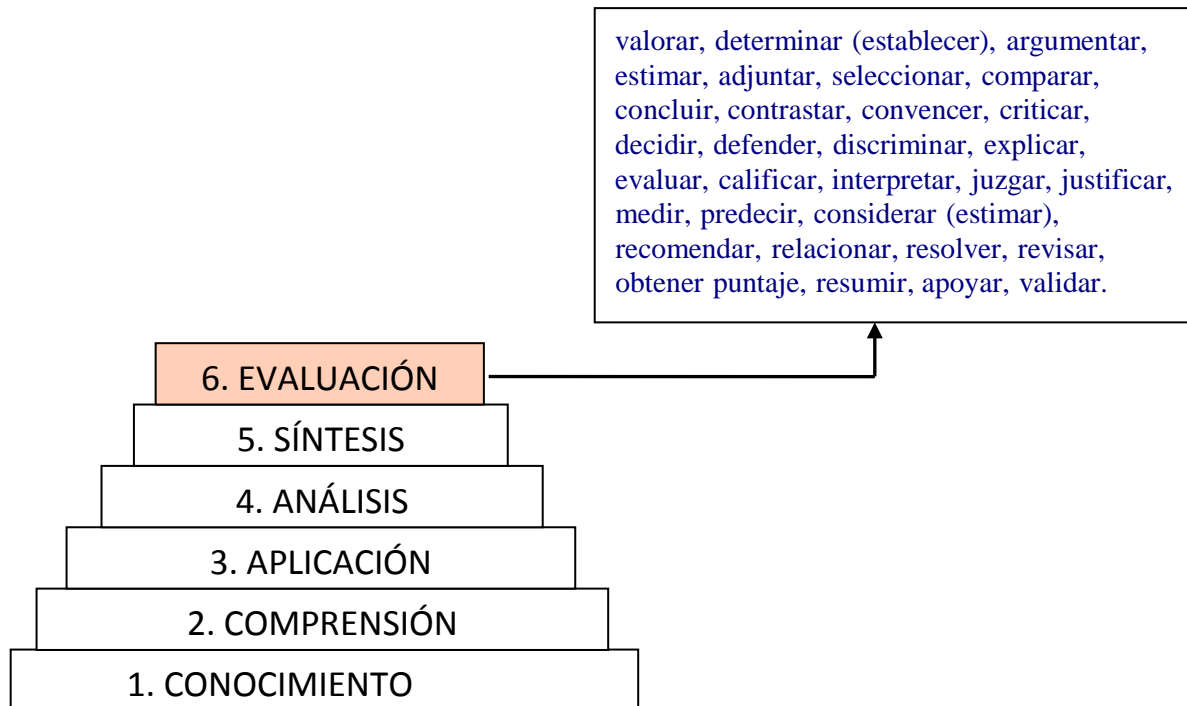 valorar, determinar (establecer), argumentar,
estimar, adjuntar, seleccionar, comparar,
concluir, contrastar, convencer, criticar,
decidir, defender, discriminar, explicar,
evaluar, calificar, interpretar, juzgar, justificar,
medir, predecir, considerar (estimar),
recomendar, relacionar, resolver, revisar,
obtener puntaje, resumir, apoyar, validar.
6. EVALUACIÓN
5. SÍNTESIS
4. ANÁLISIS
3. APLICACIÓN
2. COMPRENSIÓN
1. CONOCIMIENTO